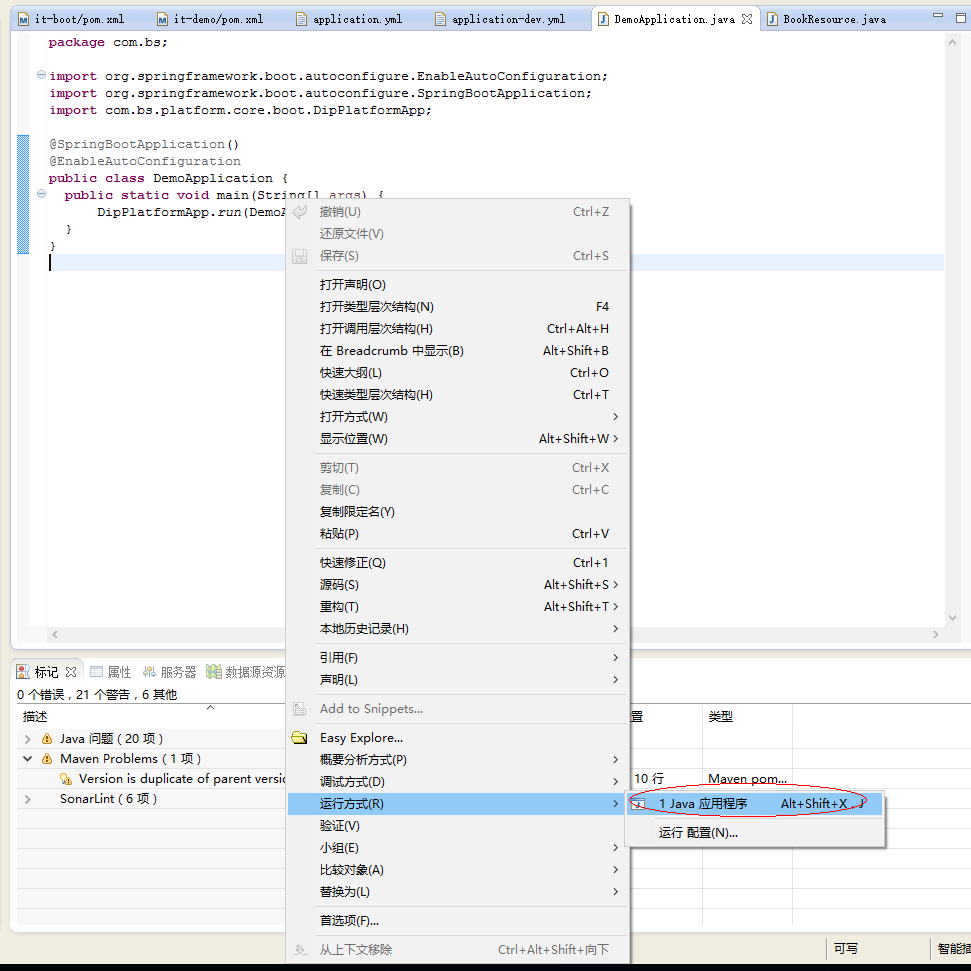 it-boot/pom.xml it-demo/pom.xml application.yml application-dev.yml DemoApplication.java BookResource.java
package com.bs;
import org.springframework.boot.autoconfigure.EnableAutoConfiguration;
import org.springframework.boot.autoconfigure.SpringBootApplication;
import com.bs.platform.core.boot.DipPlatformApp;
@SpringBootApplication()
@EnableAutoConfiguration
public class DemoApplication {
public static void main(String[] args) {
DipPlatformApp.run(Demo
}
}
撤销(U) Ctrl+Z
还原文件(V)
保存(S) Ctrl+S
打开声明(O)
打开类型层次结构(N) F4
打开调用层次结构(H) Ctrl+Alt+H
在 Breadcrumb 中显示(B) Alt+Shift+B
快速大纲(L) Ctrl+O
快速类型层次结构(H) Ctrl+T
打开方式(W)
显示位置(W) Alt+Shift+W
剪切(T) Ctrl+X
复制(C) Ctrl+C
复制限定名(Y)
粘贴(P) Ctrl+V
快速修正(Q) Ctrl+1
源码(S) Alt+Shift+S
重构(T) Alt+Shift+T
本地历史记录(H)
引用(F)
声明(L)
Add to Snippets...
Easy Explore...
概要分析方式(P)
调试方式(D)
运行方式(R)
验证(V)
小组(E)
比较对象(A)
替换为(L)
首选项(F)...
从上下文移除 Ctrl+Alt+Shift+向下
1 Java 应用程序 Alt+Shift+X, J
运行 配置(N)...
标记 属性 服务器 数据源资源
0 个错误，21 个警告，6 其他
描述 置 类型
Java 问题（20 项）
Maven Problems（1 项）
Version is duplicate of parent versio 10 行 Maven pom...
SonarLint（6 项）
可写 智能插